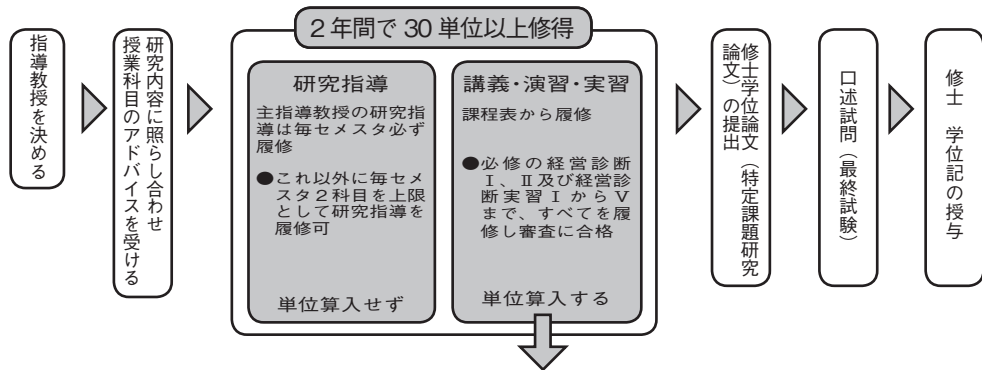 指導教授を決める
研究内容に照らし合わせ
授業科目のアドバイスを受ける
2年間で30単位以上修得
研究指導
主指導教授の研究指
導は毎セメスタ必ず
履修
●これ以外に毎セメ
スタ2科目を上限
として研究指導を
履修可
単位算入せず
講義・演習・実習
課程表から履修
●必修の経営診断
Ⅰ、Ⅱ及び経営診
断実習ⅠからⅤ
まで、すべてを履
修し審査に合格
単位算入する
修士学位論文(特定課題研究
論文)の提出
口述試問(最終試験)
修士 学位記の授与